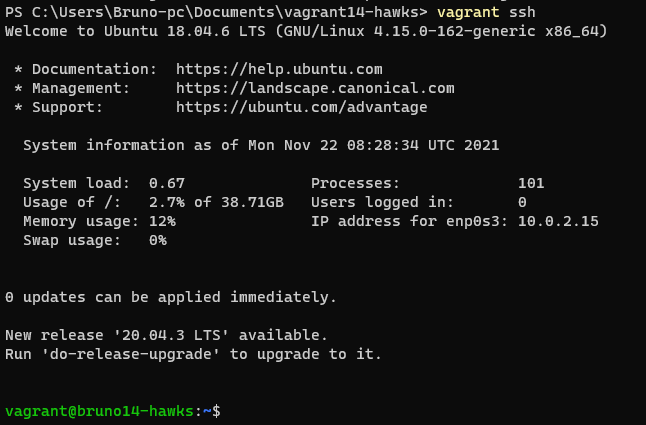 PS C:\Users\Bruno-pc\Documents\vagrant14-hawks> vagrant ssh
Welcome to Ubuntu 18.04.6 LTS (GNU/Linux 4.15.0-162-generic x86_64)
* Documentation:  https://help.ubuntu.com
* Management:     https://landscape.canonical.com
* Support:        https://ubuntu.com/advantage
System information as of Mon Nov 22 08:28:34 UTC 2021
System load:  0.67              Processes:             101
Usage of /:   2.7% of 38.71GB   Users logged in:       0
Memory usage: 12%               IP address for enp0s3: 10.0.2.15
Swap usage:   0%
0 updates can be applied immediately.
New release '20.04.3 LTS' available.
Run 'do-release-upgrade' to upgrade to it.
vagrant@bruno14-hawks:~$